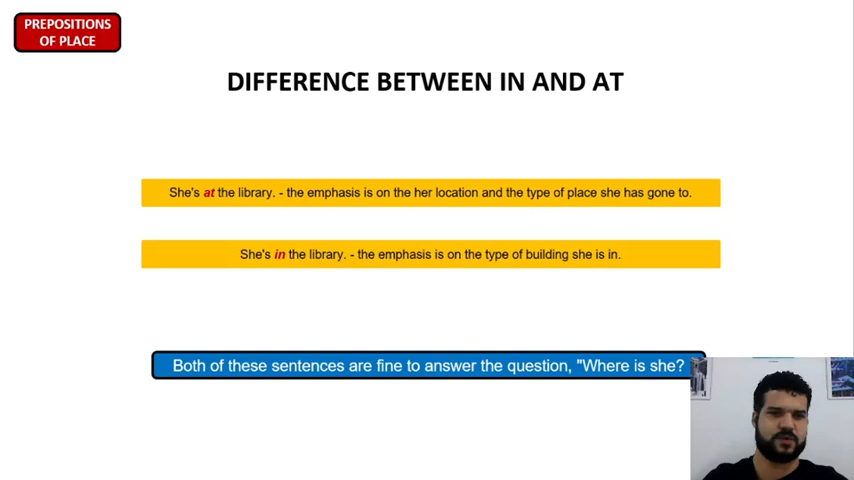 PREPOSITIONS
OF PLACE
DIFFERENCE BETWEEN IN AND AT
She's at the library. - the emphasis is on the her location and the type of place she has gone to.
She's in the library. - the emphasis is on the type of building she is in.
Both of these sentences are fine to answer the question, "Where is she?